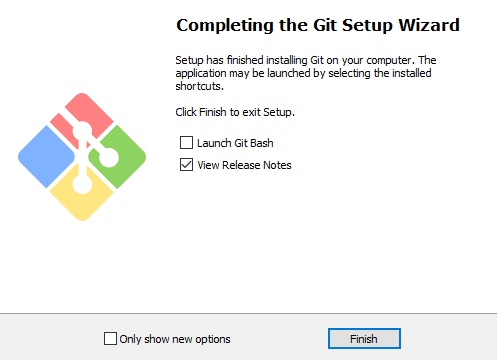 Completing the Git Setup Wizard
Setup has finished installing Git on your computer. The
application may be launched by selecting the installed
shortcuts.
Click Finish to exit Setup.
Launch Git Bash
View Release Notes
Only show new options
Finish